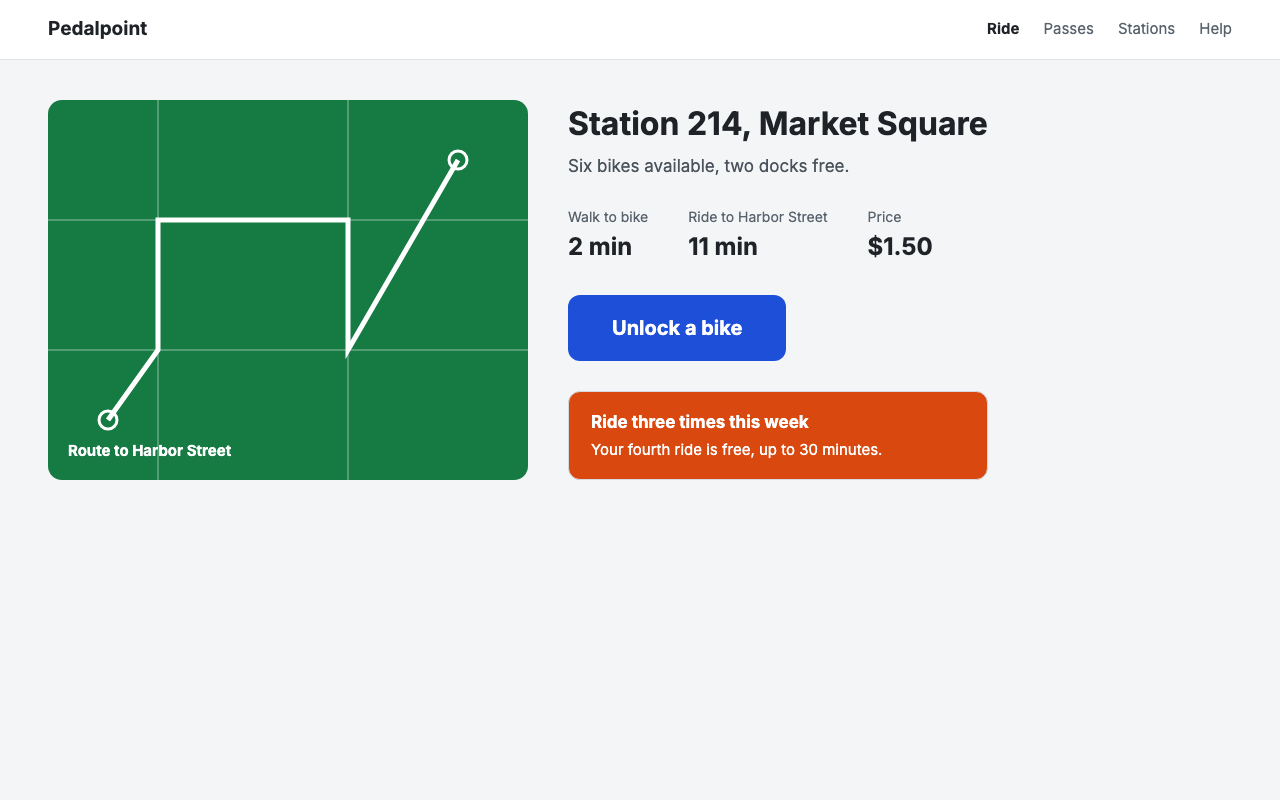 Pedalpoint
Ride Passes Stations Help
Route to Harbor Street
Station 214, Market Square
Six bikes available, two docks free.
Walk to bike
2 min
Ride to Harbor Street
11 min
Price
$1.50
Unlock a bike
Ride three times this week
Your fourth ride is free, up to 30 minutes.